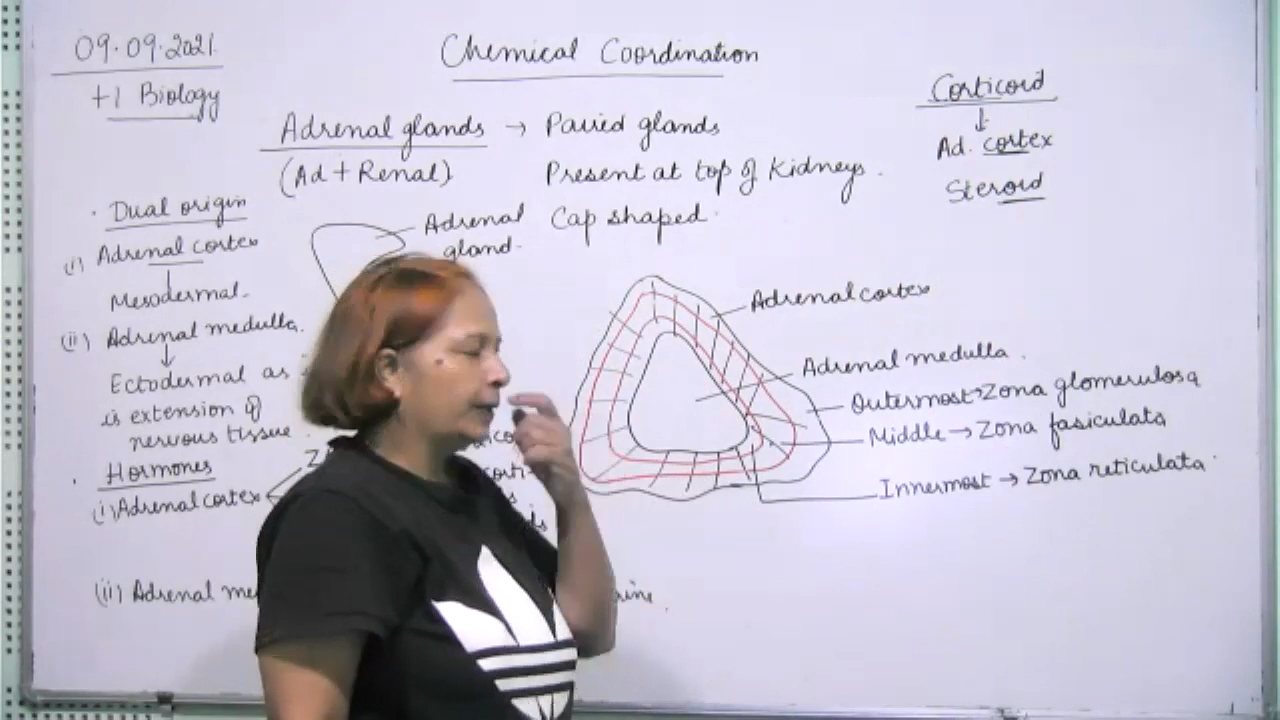 09.09.2021
+1 Biology
Chemical Coordination
Corticoid
Ad. cortex
Steroid
Adrenal glands → Paired glands
(Ad + Renal)
Present at top of Kidneys.
Cap shaped.
Adrenal
gland.
· Dual origin
(i) Adrenal cortex
Mesodermal.
(ii) Adrenal medulla.
Ectodermal as
is extension of
nervous tissue
· Hormones
(i) Adrenal cortex
(ii) Adrenal
Adrenal cortex
Adrenal medulla.
Outermost → Zona glomerulosa
Middle → Zona fasiculata
Innermost → Zona reticulata.